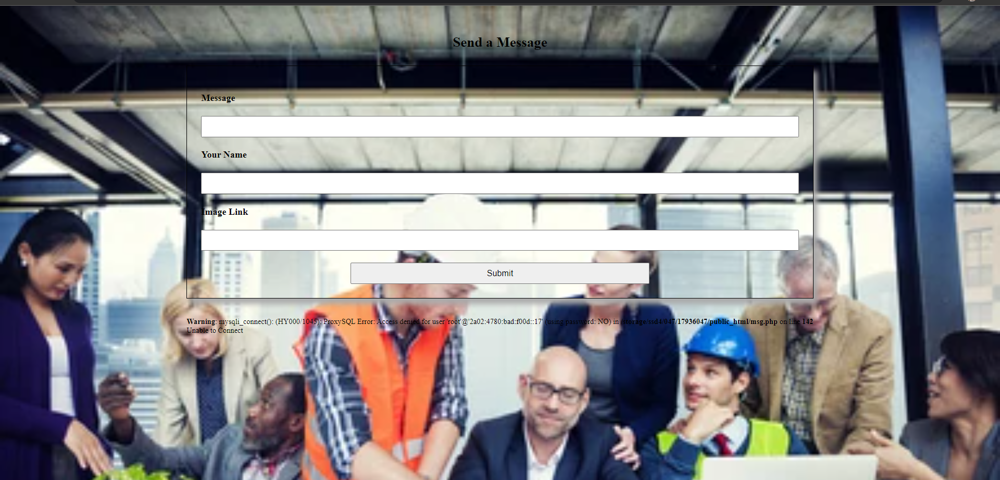 Send a Message
Message
Your Name
Image Link
Submit
Warning: mysqli_connect(): (HY000/1045): ProxySQL Error: Access denied for user 'root'@'2a02:4780:bad:f00d::17' (using password: NO) in /storage/ssd4/047/17936047/public_html/msg.php on line 142
Unable to Connect